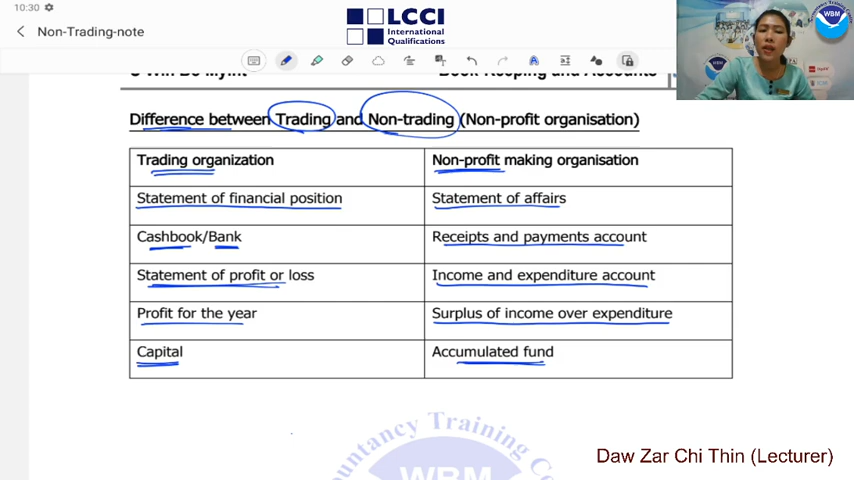 10:30
Non-Trading-note
LCCI
International
Qualifications
WBM
Book-Keeping and Accounts
Difference between Trading and Non-trading (Non-profit organisation)
Trading organization Non-profit making organisation
Statement of financial position Statement of affairs
Cashbook/Bank Receipts and payments account
Statement of profit or loss Income and expenditure account
Profit for the year Surplus of income over expenditure
Capital Accumulated fund
WBM
Daw Zar Chi Thin (Lecturer)